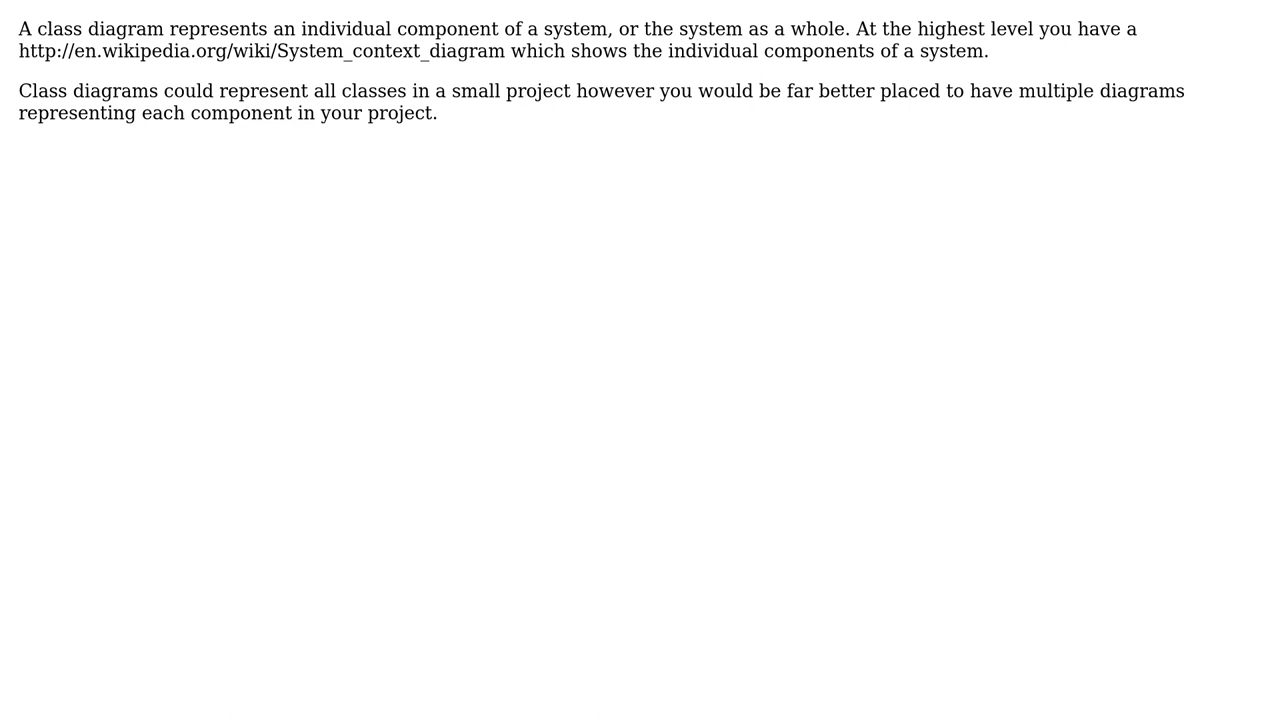 A class diagram represents an individual component of a system, or the system as a whole. At the highest level you have a
http://en.wikipedia.org/wiki/System_context_diagram which shows the individual components of a system.
Class diagrams could represent all classes in a small project however you would be far better placed to have multiple diagrams
representing each component in your project.